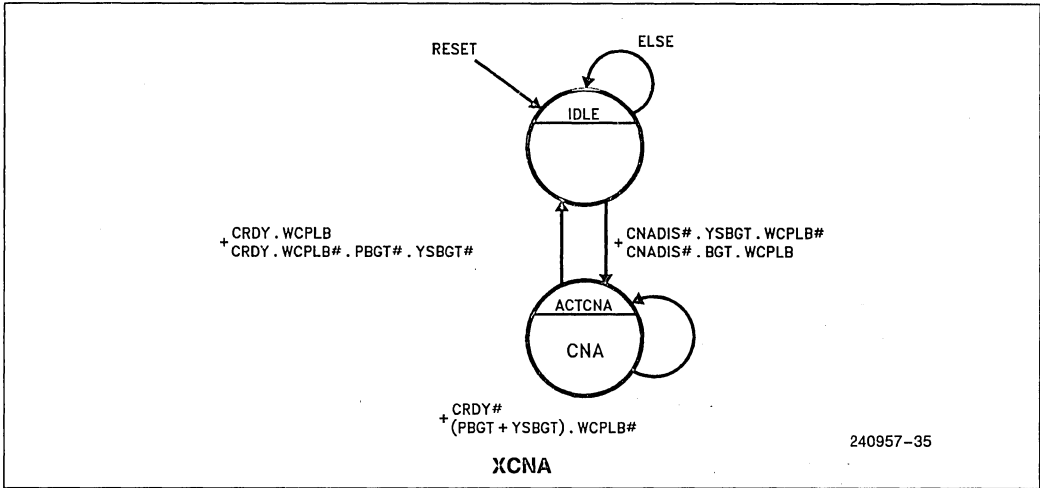 RESET
ELSE
IDLE
CRDY . WCPLB
+ CRDY . WCPLB# . PBGT# . YSBGT#
+ CNADIS# . YSBGT . WCPLB#
CNADIS# . BGT . WCPLB
ACTCNA
CNA
+ CRDY#
(PBGT + YSBGT) . WCPLB#
240957-35
XCNA